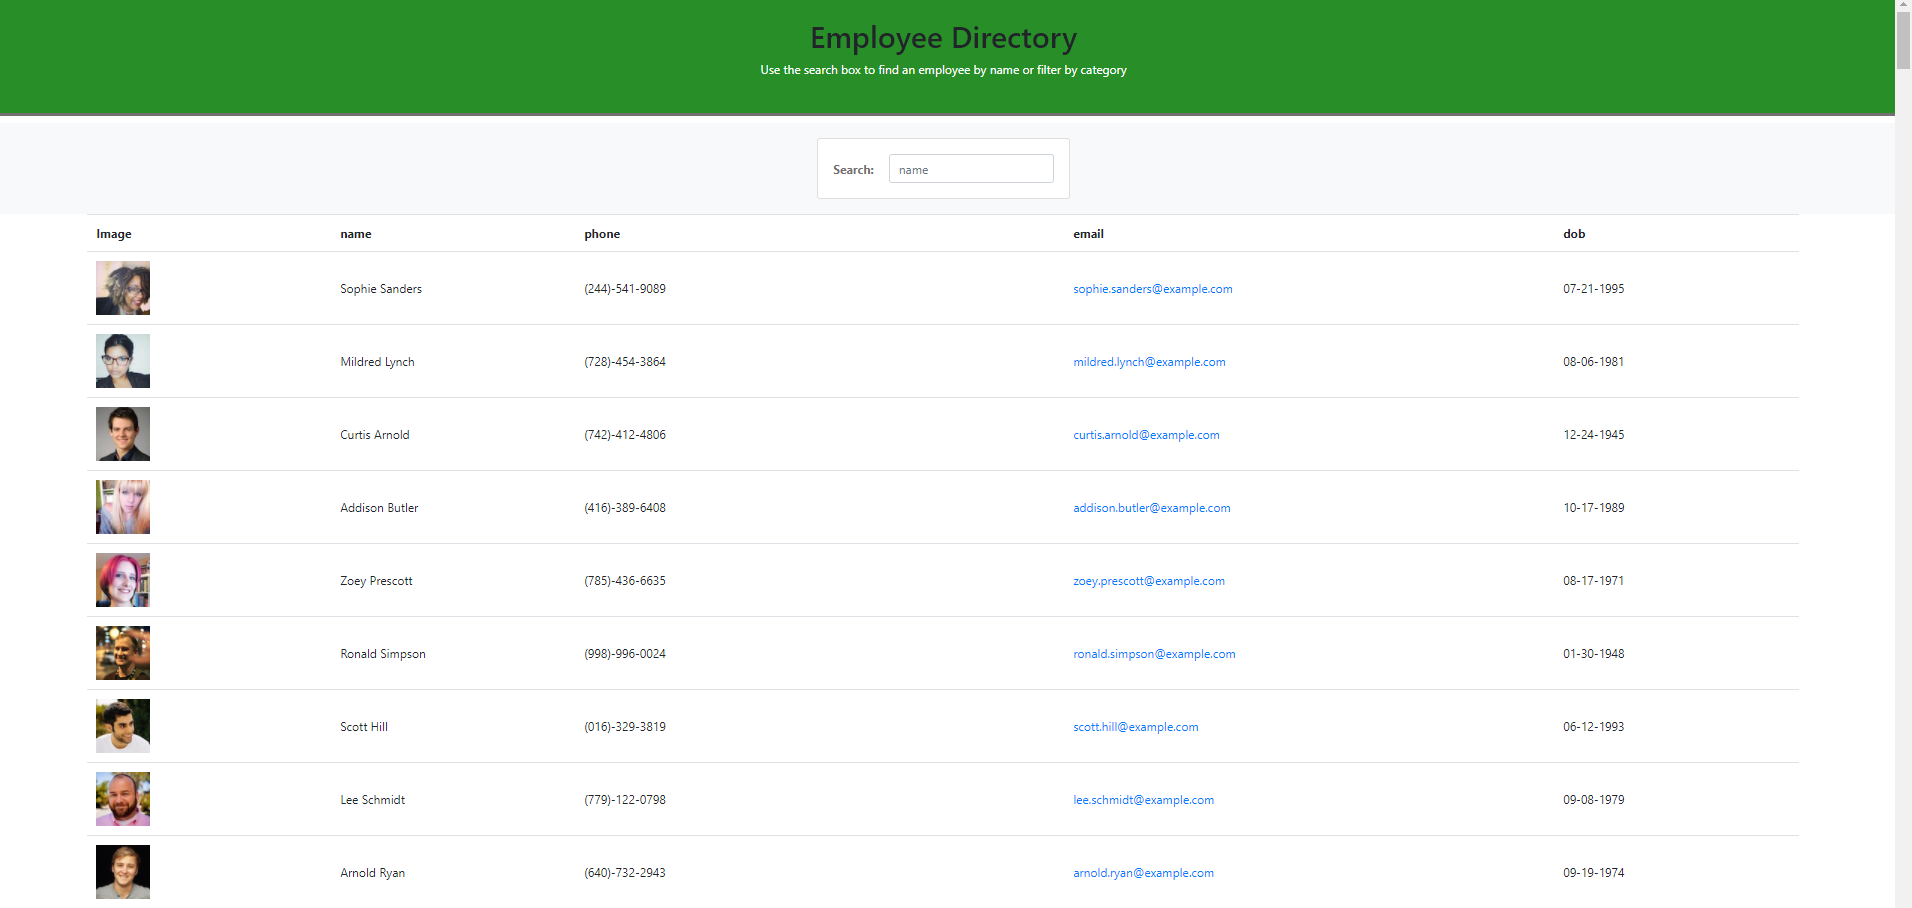 Employee Directory
Use the search box to find an employee by name or filter by category
Search: name
Image name phone email dob
Sophie Sanders (244)-541-9089 sophie.sanders@example.com 07-21-1995
Mildred Lynch (728)-454-3864 mildred.lynch@example.com 08-06-1981
Curtis Arnold (742)-412-4806 curtis.arnold@example.com 12-24-1945
Addison Butler (416)-389-6408 addison.butler@example.com 10-17-1989
Zoey Prescott (785)-436-6635 zoey.prescott@example.com 08-17-1971
Ronald Simpson (998)-996-0024 ronald.simpson@example.com 01-30-1948
Scott Hill (016)-329-3819 scott.hill@example.com 06-12-1993
Lee Schmidt (779)-122-0798 lee.schmidt@example.com 09-08-1979
Arnold Ryan (640)-732-2943 arnold.ryan@example.com 09-19-1974